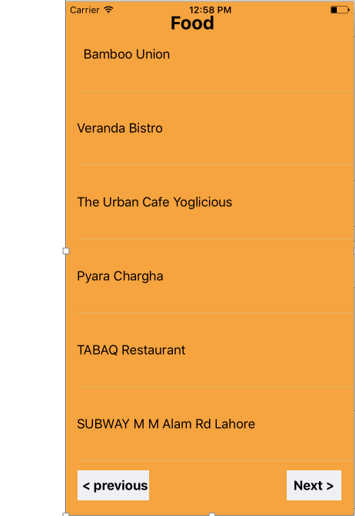 Carrier 12:58 PM
Food
Bamboo Union
Veranda Bistro
The Urban Cafe Yoglicious
Pyara Chargha
TABAQ Restaurant
SUBWAY M M Alam Rd Lahore
< previous Next >